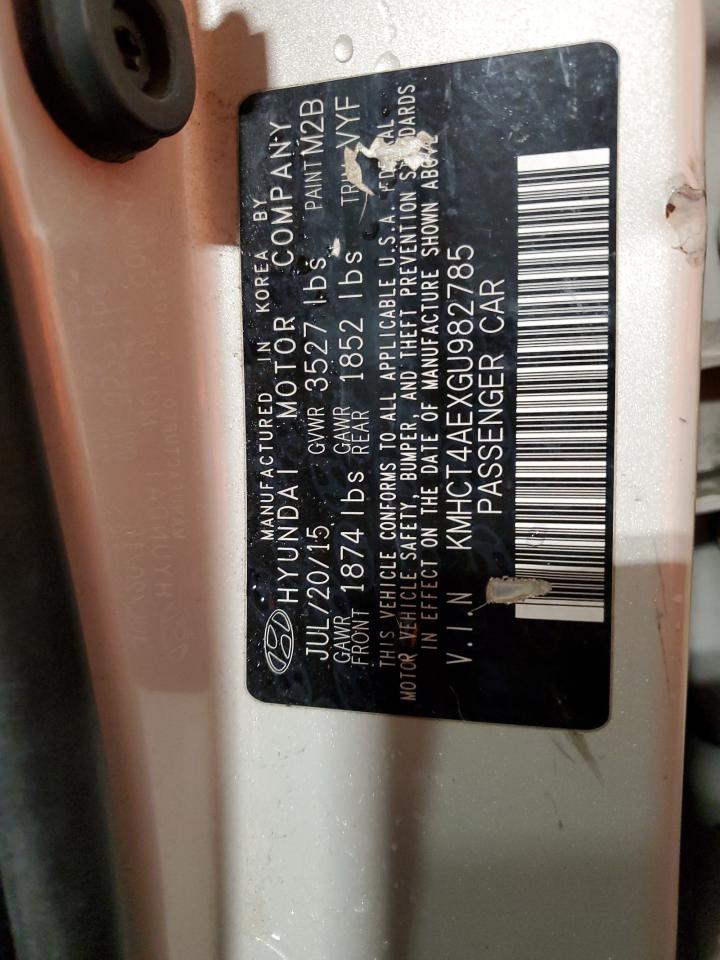 MANUFACTURED IN KOREA BY
HYUNDAI MOTOR COMPANY
JUL/20/15 GVWR 3527 lbs PAINT M2B
GAWR FRONT 1874 lbs GAWR REAR 1852 lbs VYF
THIS VEHICLE CONFORMS TO ALL APPLICABLE U.S.A. FEDERAL
MOTOR VEHICLE SAFETY, BUMPER, AND THEFT PREVENTION STANDARDS
IN EFFECT ON THE DATE OF MANUFACTURE SHOWN ABOVE
V.I.N KMHCT4AEXGU982785
PASSENGER CAR